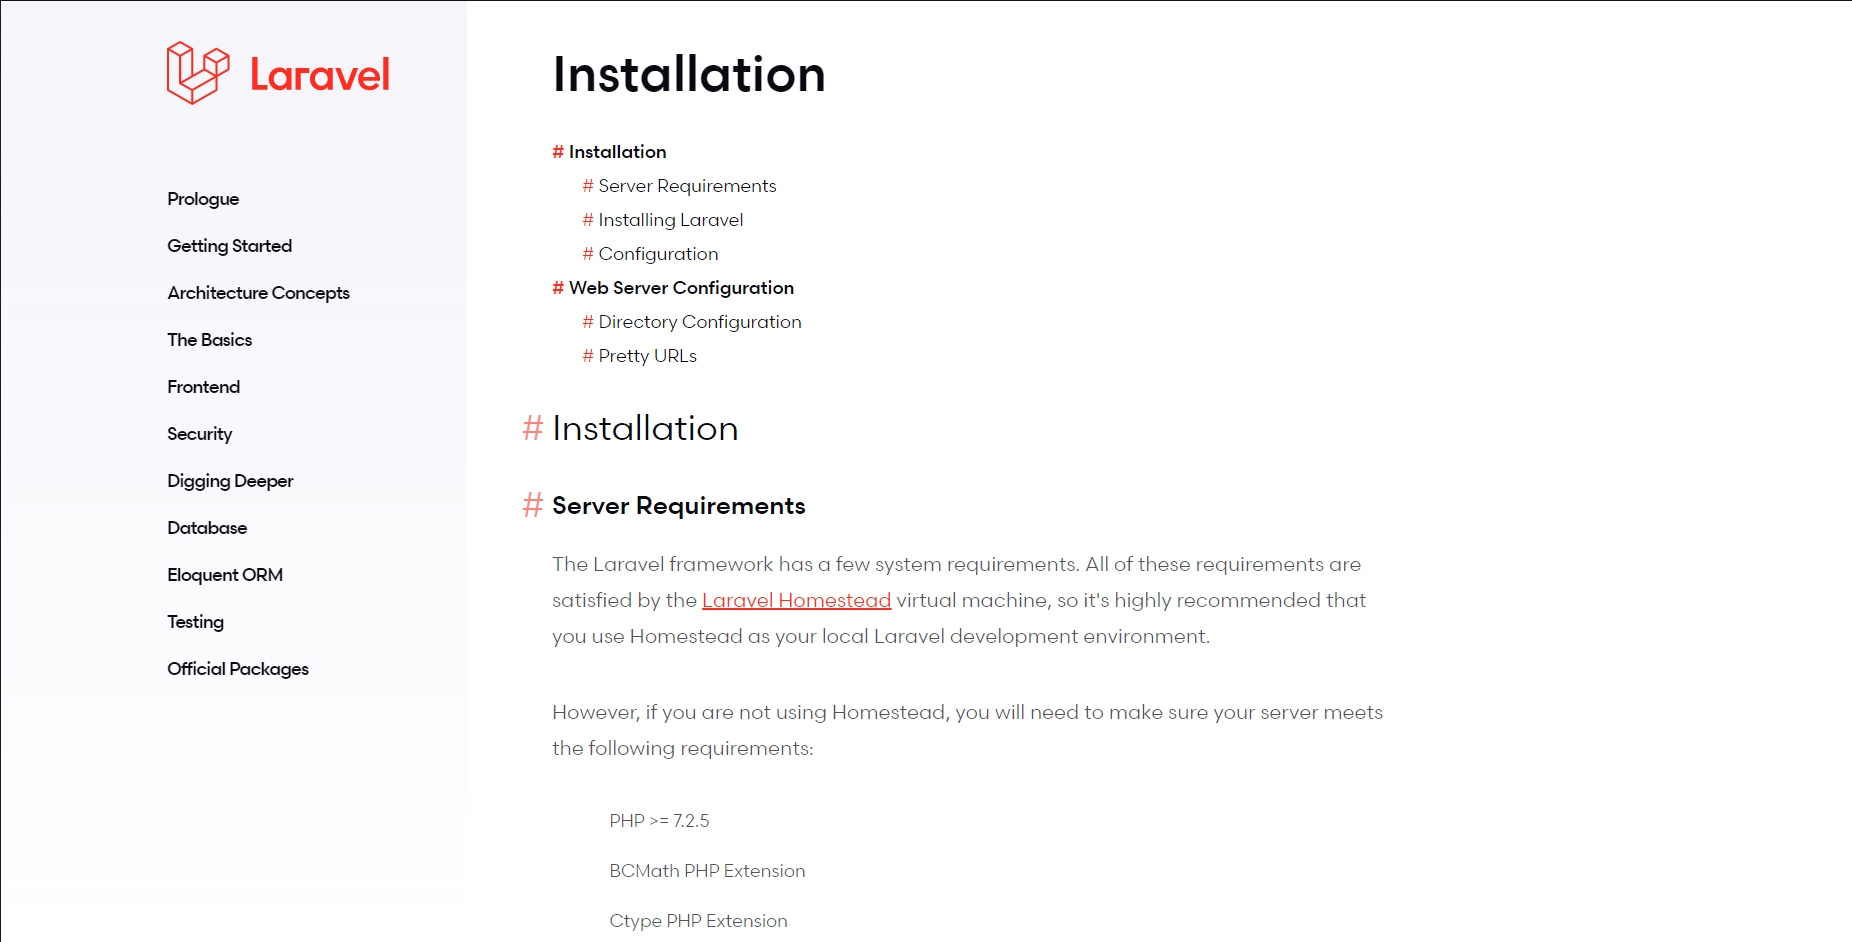 Laravel
Prologue
Getting Started
Architecture Concepts
The Basics
Frontend
Security
Digging Deeper
Database
Eloquent ORM
Testing
Official Packages
Installation
# Installation
# Server Requirements
# Installing Laravel
# Configuration
# Web Server Configuration
# Directory Configuration
# Pretty URLs
# Installation
# Server Requirements
The Laravel framework has a few system requirements. All of these requirements are
satisfied by the Laravel Homestead virtual machine, so it's highly recommended that
you use Homestead as your local Laravel development environment.
However, if you are not using Homestead, you will need to make sure your server meets
the following requirements:
PHP >= 7.2.5
BCMath PHP Extension
Ctype PHP Extension